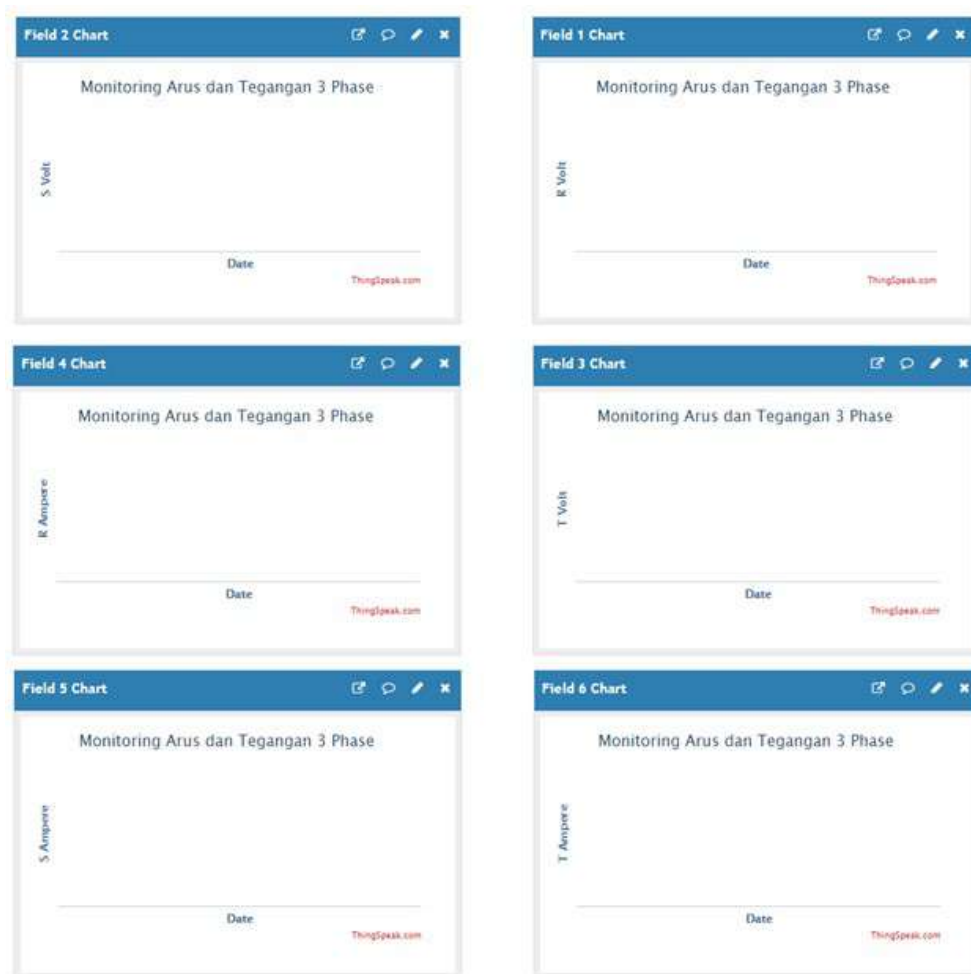 Field 2 Chart
Monitoring Arus dan Tegangan 3 Phase
S Volt
Date
ThingSpeak.com
Field 1 Chart
Monitoring Arus dan Tegangan 3 Phase
R Volt
Date
ThingSpeak.com
Field 4 Chart
Monitoring Arus dan Tegangan 3 Phase
R Ampere
Date
ThingSpeak.com
Field 3 Chart
Monitoring Arus dan Tegangan 3 Phase
T Volt
Date
ThingSpeak.com
Field 5 Chart
Monitoring Arus dan Tegangan 3 Phase
S Ampere
Date
ThingSpeak.com
Field 6 Chart
Monitoring Arus dan Tegangan 3 Phase
T Ampere
Date
ThingSpeak.com